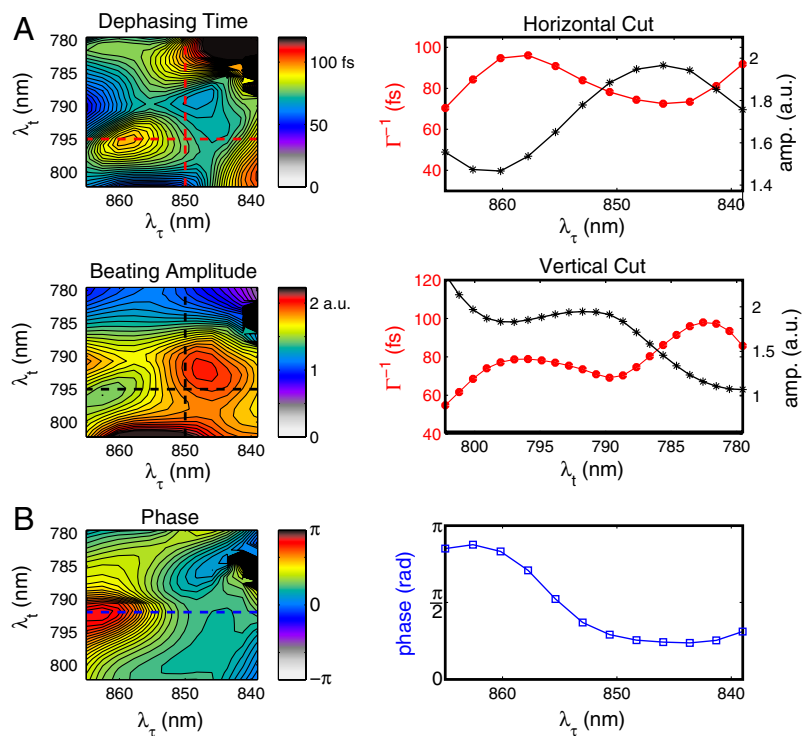 A
Dephasing Time
780
785
790
795
800
λt (nm)
860
850
840
λτ (nm)
100 fs
50
0
Horizontal Cut
100
80
60
40
Γ−1 (fs)
2
1.8
1.6
1.4
amp. (a.u.)
860
850
840
λτ (nm)
Beating Amplitude
780
785
790
795
800
λt (nm)
860
850
840
λτ (nm)
2 a.u.
1
0
Vertical Cut
120
100
80
60
40
Γ−1 (fs)
2
1.5
1
amp. (a.u.)
800
795
790
785
780
λt (nm)
B
Phase
780
785
790
795
800
λt (nm)
860
850
840
λτ (nm)
π
0
−π
π
π/2
0
phase (rad)
860
850
840
λτ (nm)